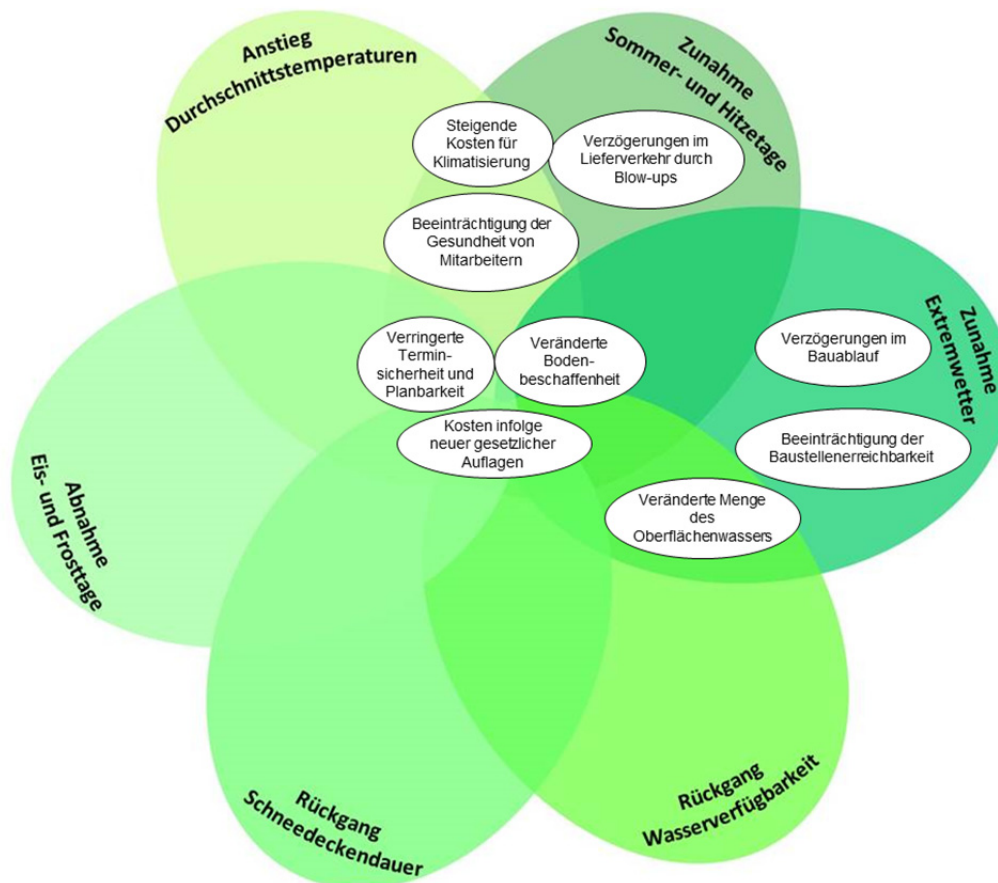 Anstieg
Durchschnittstemperaturen
Zunahme
Sommer- und Hitzetage
Steigende
Kosten für
Klimatisierung
Verzögerungen im
Lieferverkehr durch
Blow-ups
Beeinträchtigung der
Gesundheit von
Mitarbeitern
Zunahme
Extremwetter
Verringerte
Termin-
sicherheit und
Planbarkeit
Veränderte
Boden-
beschaffenheit
Verzögerungen im
Bauablauf
Kosten infolge
neuer gesetzlicher
Auflagen
Beeinträchtigung der
Baustellenerreichbarkeit
Veränderte Menge
des
Oberflächenwassers
Abnahme
Eis- und Frosttage
Rückgang
Schneedeckendauer
Rückgang
Wasserverfügbarkeit